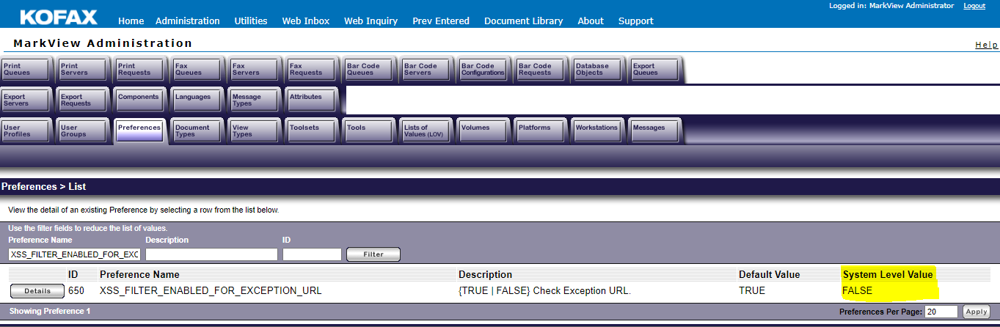 Logged in: MarkView Administrator Logout
KOFAX Home Administration Utilities Web Inbox Web Inquiry Prev Entered Document Library About Support
MarkView Administration
Help
Print Queues Print Servers Print Requests Fax Queues Fax Servers Fax Requests Bar Code Queues Bar Code Servers Bar Code Configurations Bar Code Requests Database Objects Export Queues
Export Servers Export Requests Components Languages Message Types Attributes
User Profiles User Groups Preferences Document Types View Types Toolsets Tools Lists of Values (LOV) Volumes Platforms Workstations Messages
Preferences > List
View the detail of an existing Preference by selecting a row from the list below.
Use the filter fields to reduce the list of values.
Preference Name Description ID
XSS_FILTER_ENABLED_FOR_EXC Filter
ID Preference Name Description Default Value System Level Value
Details 650 XSS_FILTER_ENABLED_FOR_EXCEPTION_URL {TRUE | FALSE} Check Exception URL. TRUE FALSE
Showing Preference 1 Preferences Per Page: 20 Apply